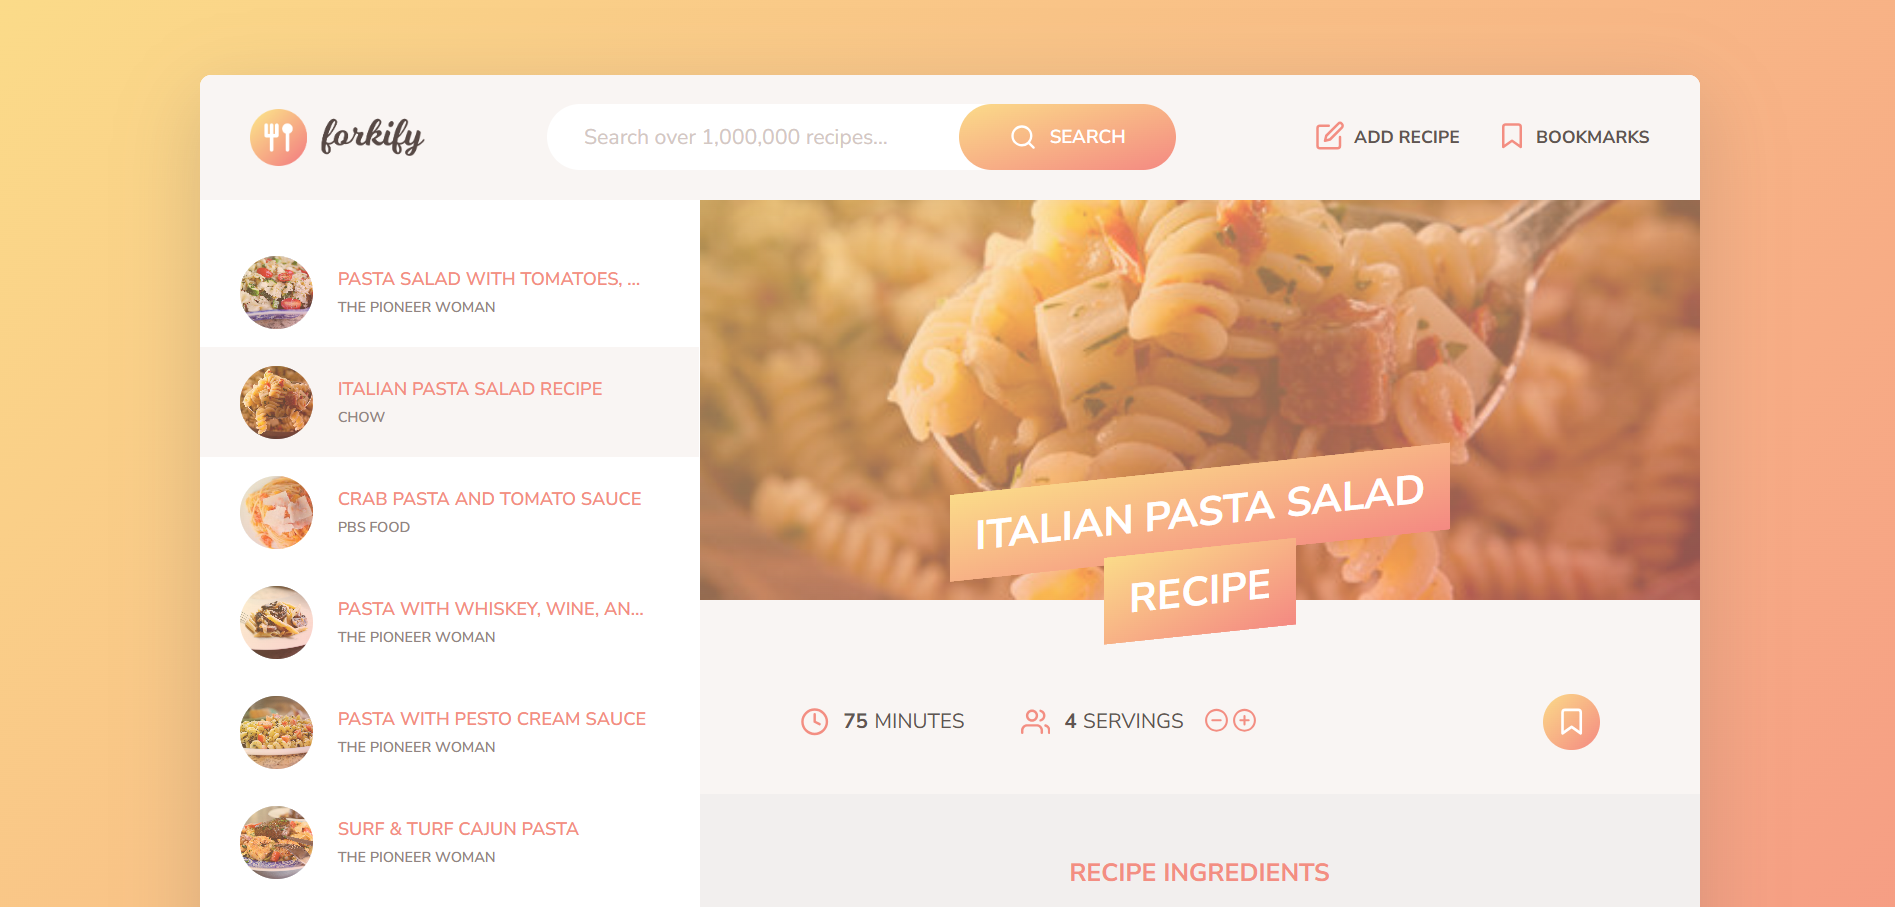 forkify
Search over 1,000,000 recipes...
SEARCH
ADD RECIPE
BOOKMARKS
PASTA SALAD WITH TOMATOES, ...
THE PIONEER WOMAN
ITALIAN PASTA SALAD RECIPE
CHOW
CRAB PASTA AND TOMATO SAUCE
PBS FOOD
PASTA WITH WHISKEY, WINE, AN...
THE PIONEER WOMAN
PASTA WITH PESTO CREAM SAUCE
THE PIONEER WOMAN
SURF & TURF CAJUN PASTA
THE PIONEER WOMAN
ITALIAN PASTA SALAD
RECIPE
75 MINUTES
4 SERVINGS
RECIPE INGREDIENTS